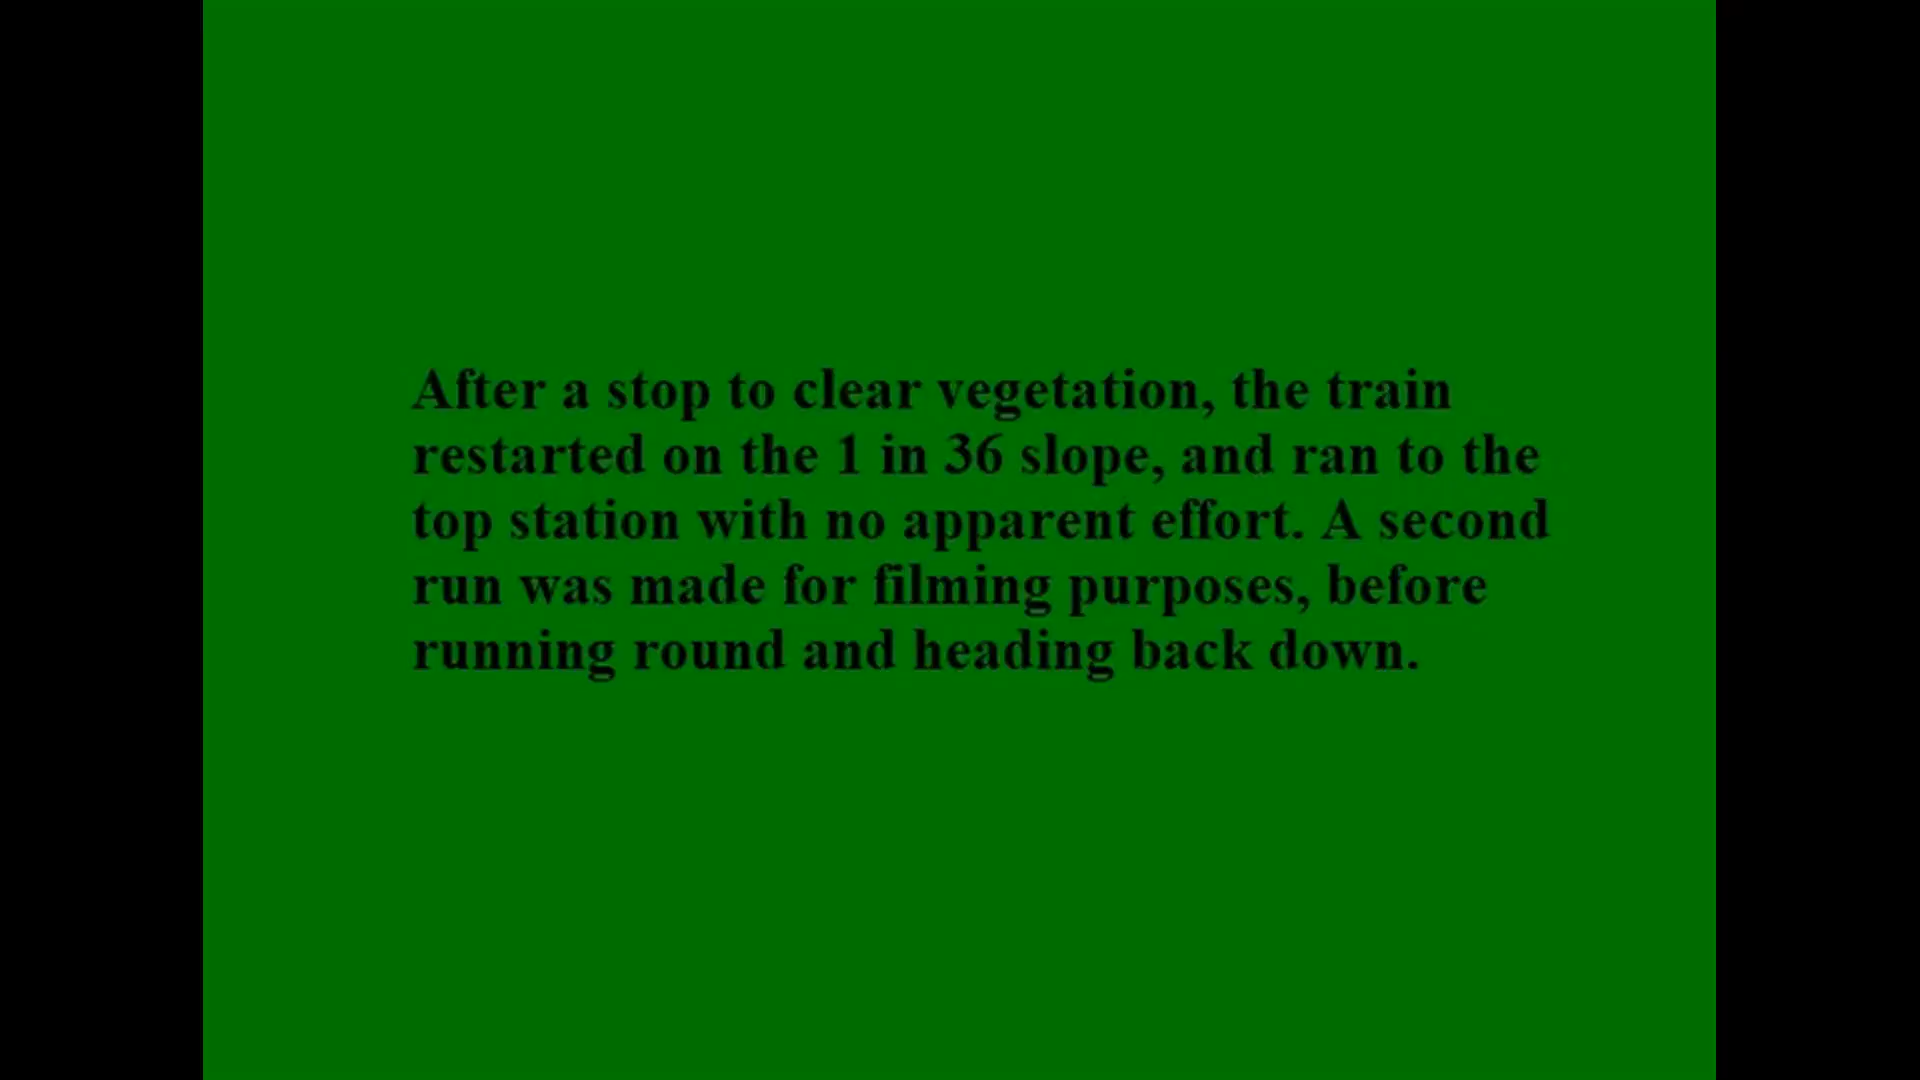 After a stop to clear vegetation, the train
restarted on the 1 in 36 slope, and ran to the
top station with no apparent effort. A second
run was made for filming purposes, before
running round and heading back down.